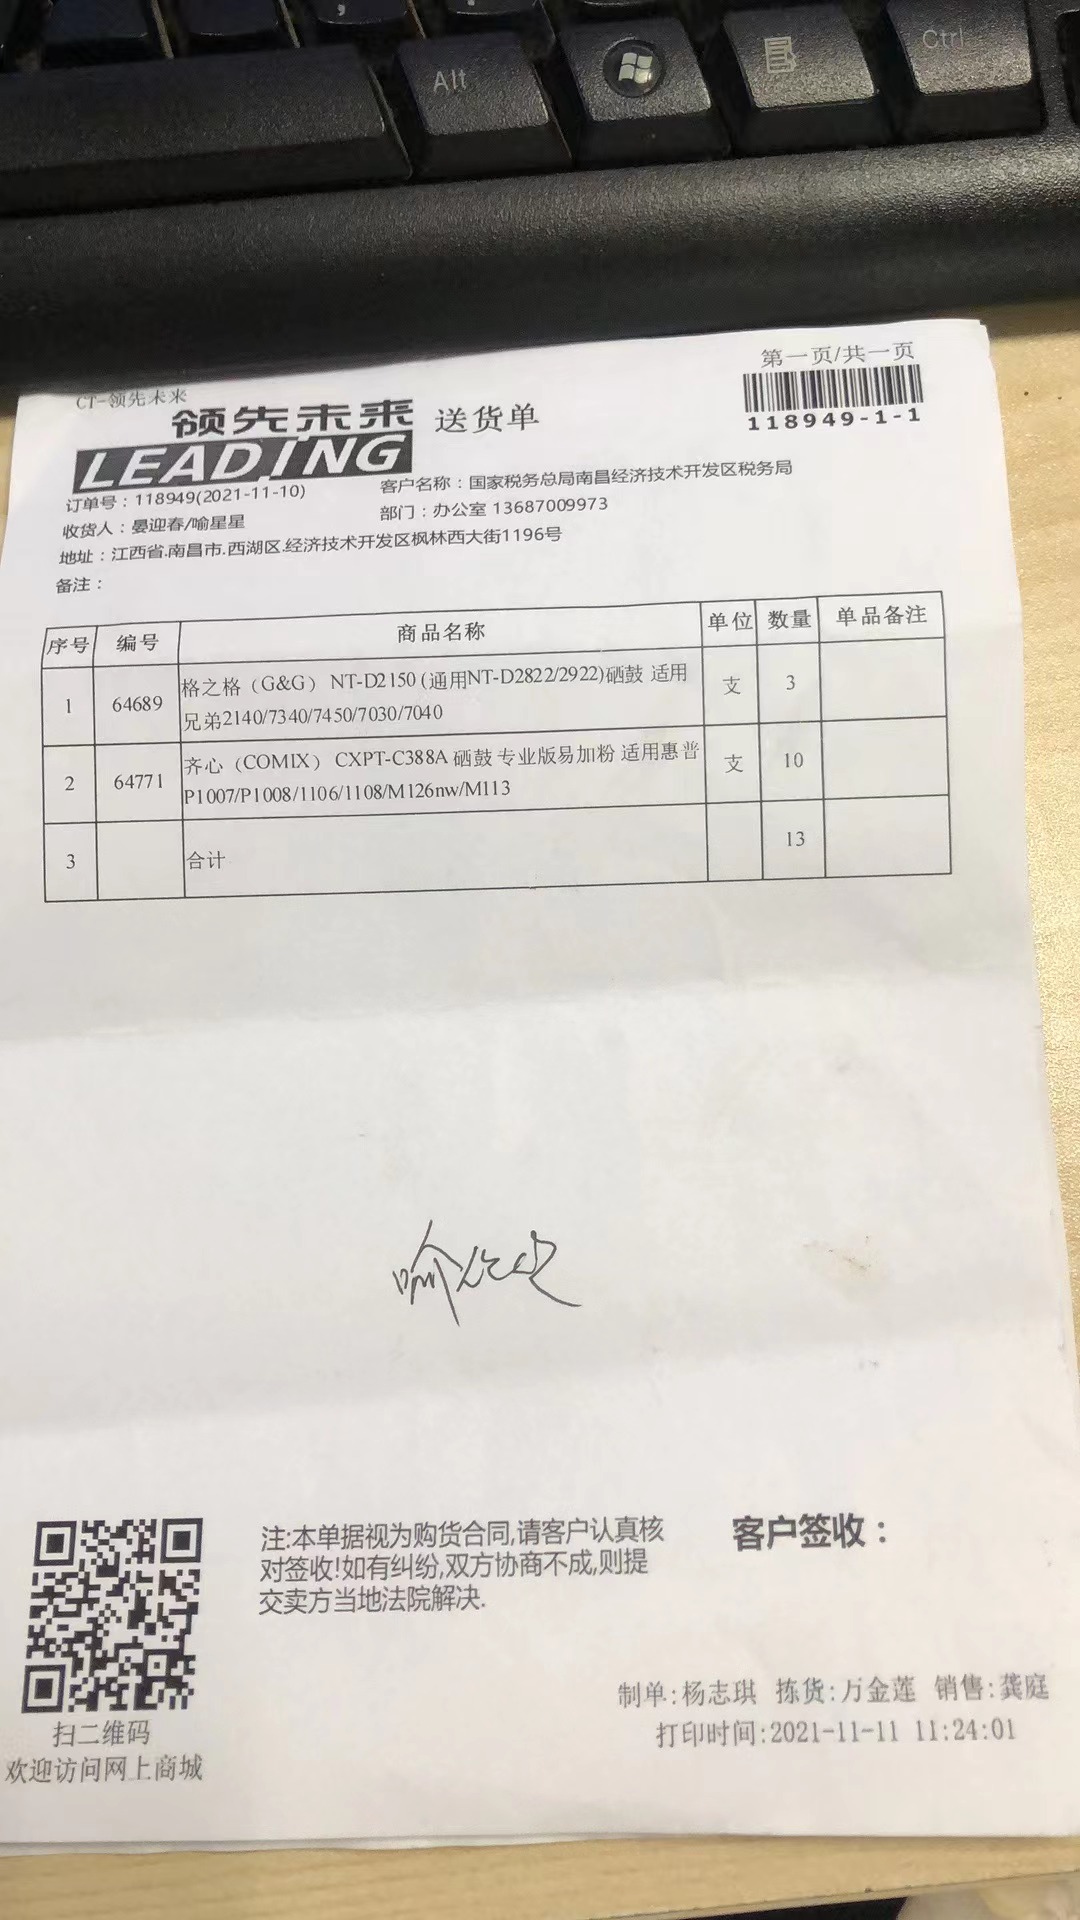 Alt
Ctrl
第一页/共一页
CT-领先未来
领先未来
LEADING
送货单
118949-1-1
订单号：118949(2021-11-10)
客户名称：国家税务总局南昌经济技术开发区税务局
收货人：晏迎春/喻星星
部门：办公室 13687009973
地址：江西省.南昌市.西湖区.经济技术开发区枫林西大街1196号
备注：
序号 编号 商品名称 单位 数量 单品备注
1 64689 格之格（G&G） NT-D2150 (通用NT-D2822/2922)硒鼓 适用 支 3
兄弟2140/7340/7450/7030/7040
2 64771 齐心（COMIX） CXPT-C388A 硒鼓 专业版易加粉 适用惠普 支 10
P1007/P1008/1106/1108/M126nw/M113
3 合计 13
喻
注:本单据视为购货合同,请客户认真核
对签收!如有纠纷,双方协商不成,则提
交卖方当地法院解决.
客户签收：
扫二维码
欢迎访问网上商城
制单:杨志琪 拣货:万金莲 销售:龚庭
打印时间:2021-11-11 11:24:01